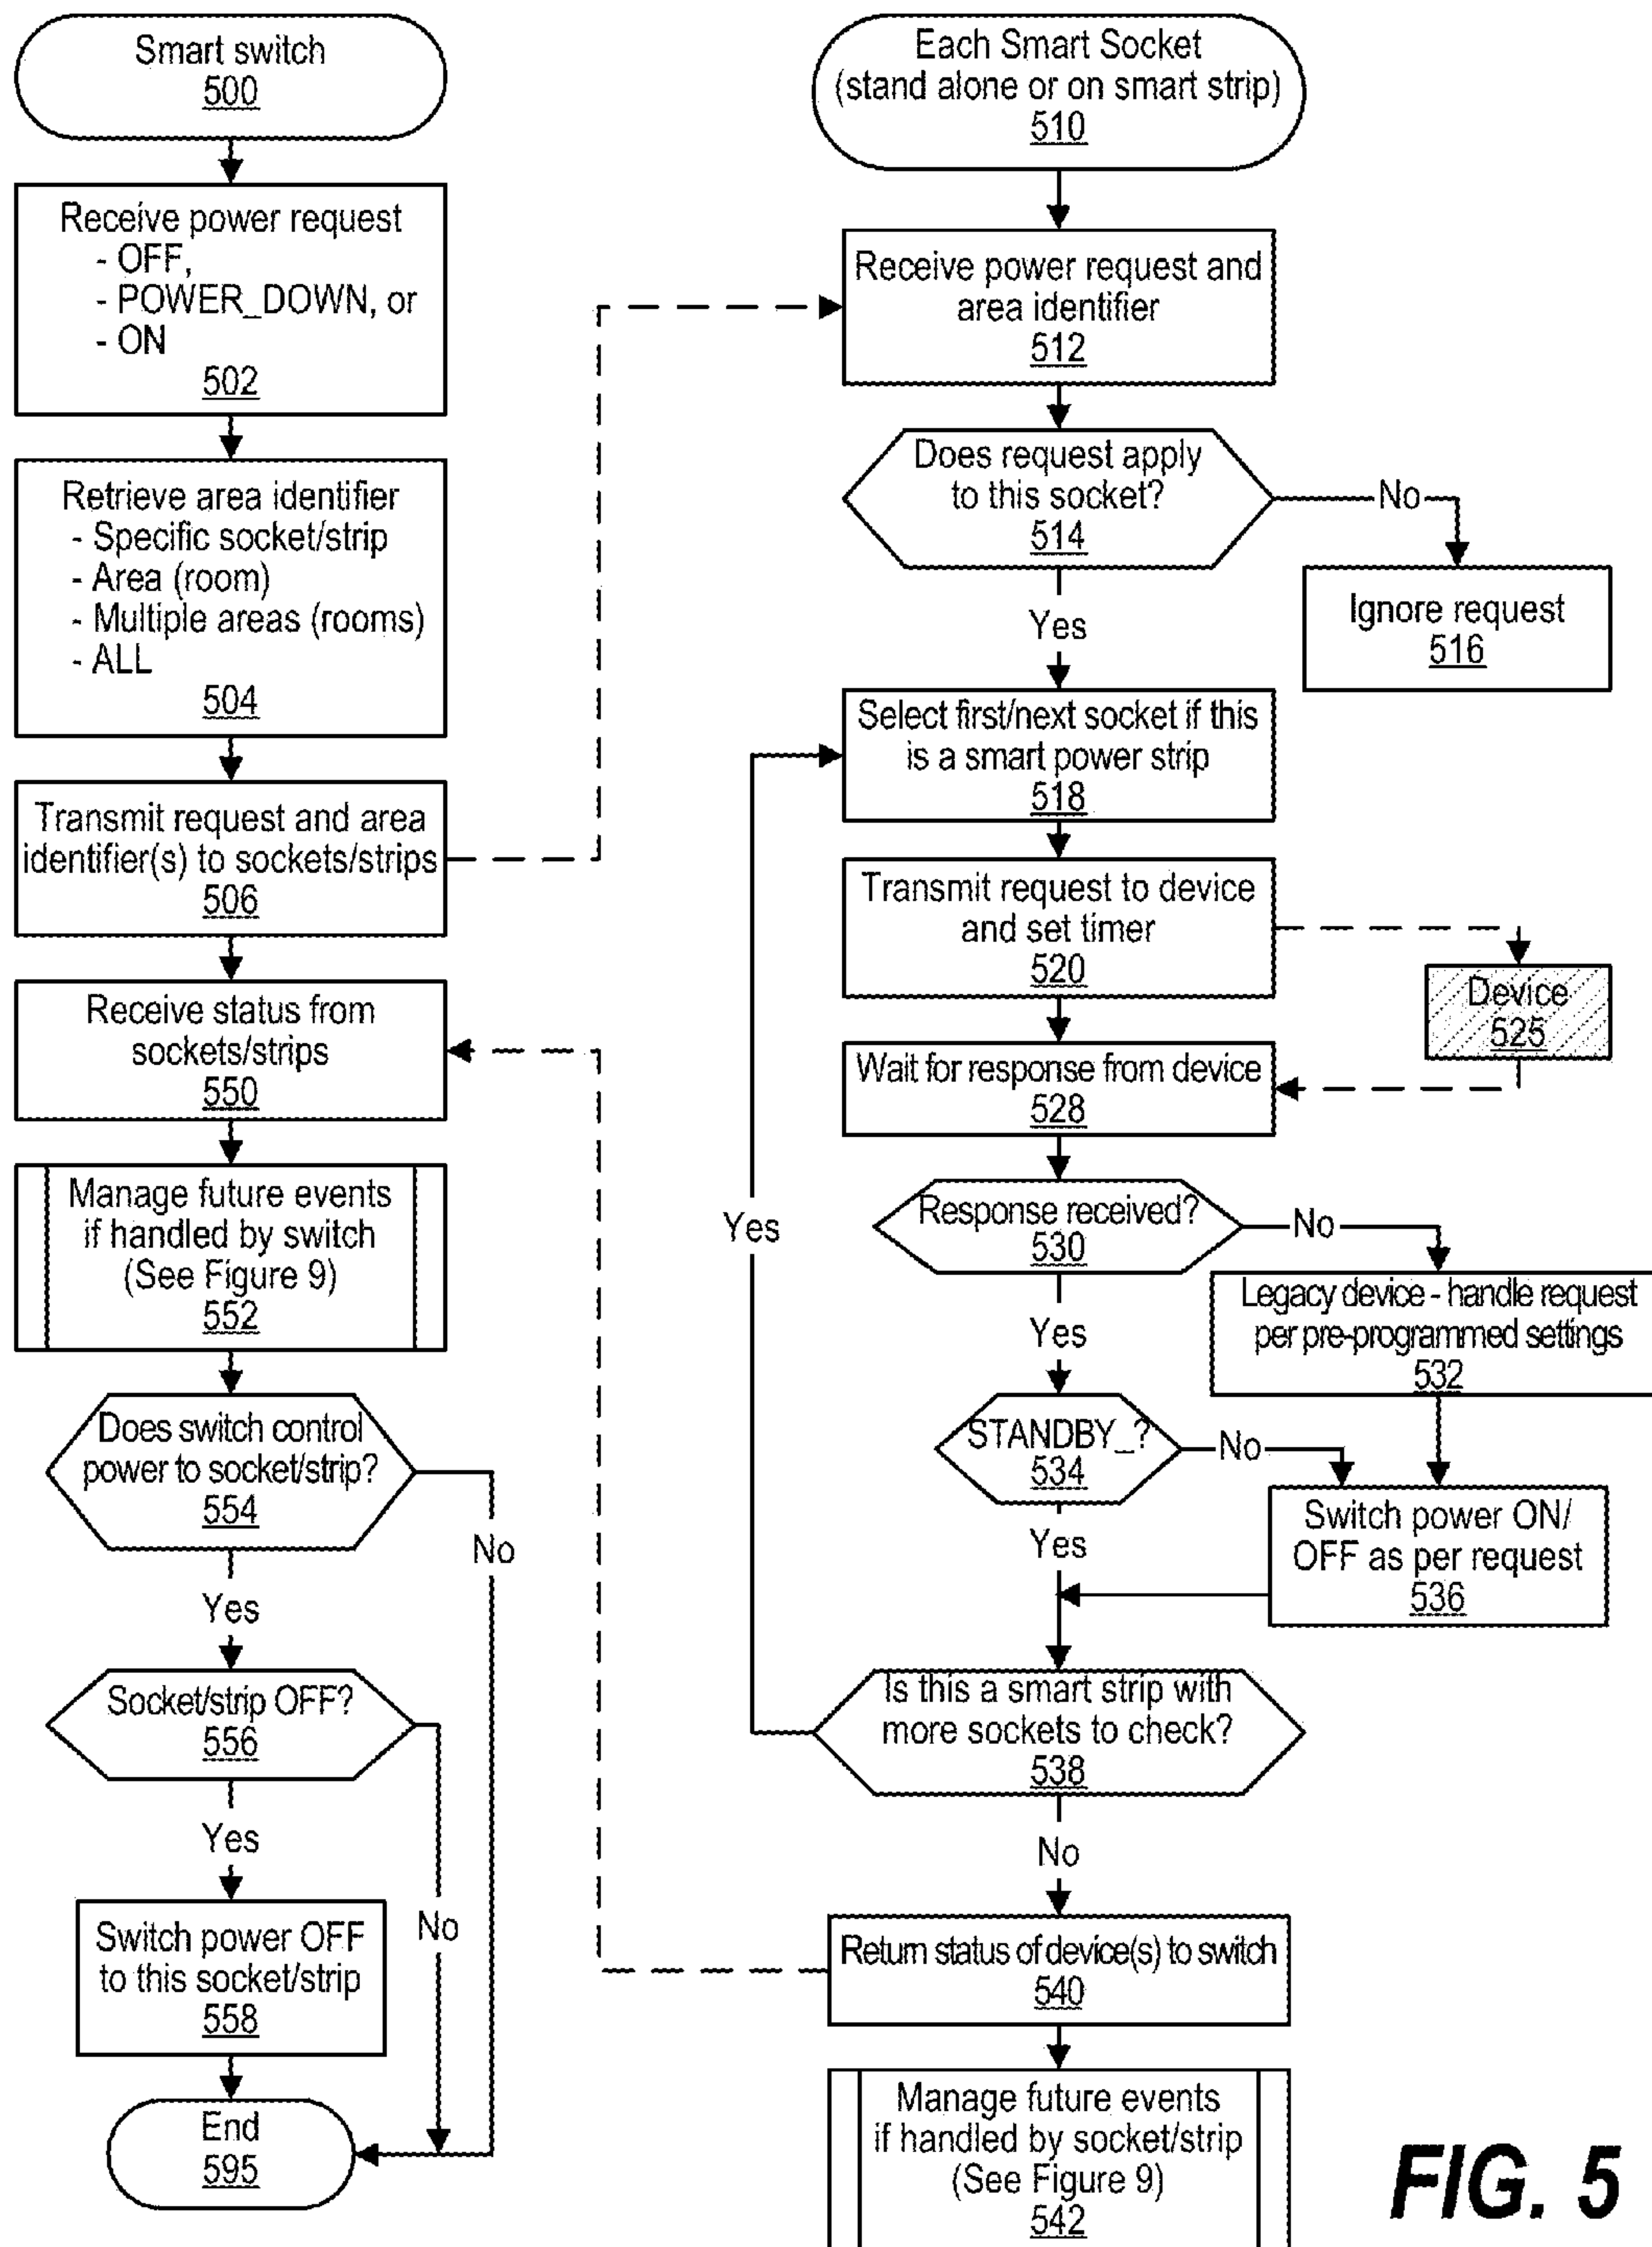 Smart switch
500
Receive power request
- OFF,
- POWER_DOWN, or
- ON
502
Retrieve area identifier
- Specific socket/strip
- Area (room)
- Multiple areas (rooms)
- ALL
504
Transmit request and area
identifier(s) to sockets/strips
506
Receive status from
sockets/strips
550
Manage future events
if handled by switch
(See Figure 9)
552
Does switch control
power to socket/strip?
554
No
Yes
Socket/strip OFF?
556
Yes
No
Switch power OFF
to this socket/strip
558
End
595
Each Smart Socket
(stand alone or on smart strip)
510
Receive power request and
area identifier
512
Does request apply
to this socket?
514
No
Ignore request
516
Yes
Select first/next socket if this
is a smart power strip
518
Transmit request to device
and set timer
520
Device
525
Wait for response from device
528
Response received?
530
No
Legacy device - handle request
per pre-programmed settings
532
Yes
STANDBY_?
534
No
Switch power ON/
OFF as per request
536
Yes
Is this a smart strip with
more sockets to check?
538
Yes
No
Return status of device(s) to switch
540
Manage future events
if handled by socket/strip
(See Figure 9)
542
FIG. 5